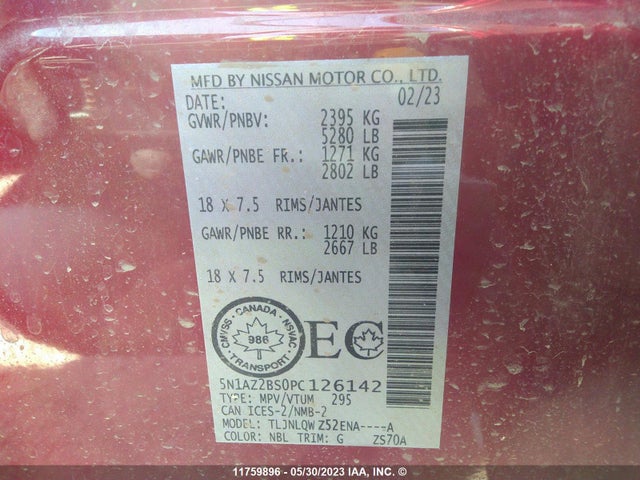 MFD BY NISSAN MOTOR CO., LTD.
DATE: 02/23
GVWR/PNBV: 2395 KG
5280 LB
GAWR/PNBE FR.: 1271 KG
2802 LB
18 X 7.5 RIMS/JANTES
GAWR/PNBE RR.: 1210 KG
2667 LB
18 X 7.5 RIMS/JANTES
CANADA
CMVSS NSVAC
986
TRANSPORT
EC
5N1AZ2BS0PC126142
TYPE: MPV/VTUM 295
CAN ICES-2/NMB-2
MODEL: TLJNLQW Z52ENA----A
COLOR: NBL TRIM: G ZS70A
11759896 - 05/30/2023 IAA, Inc. ©